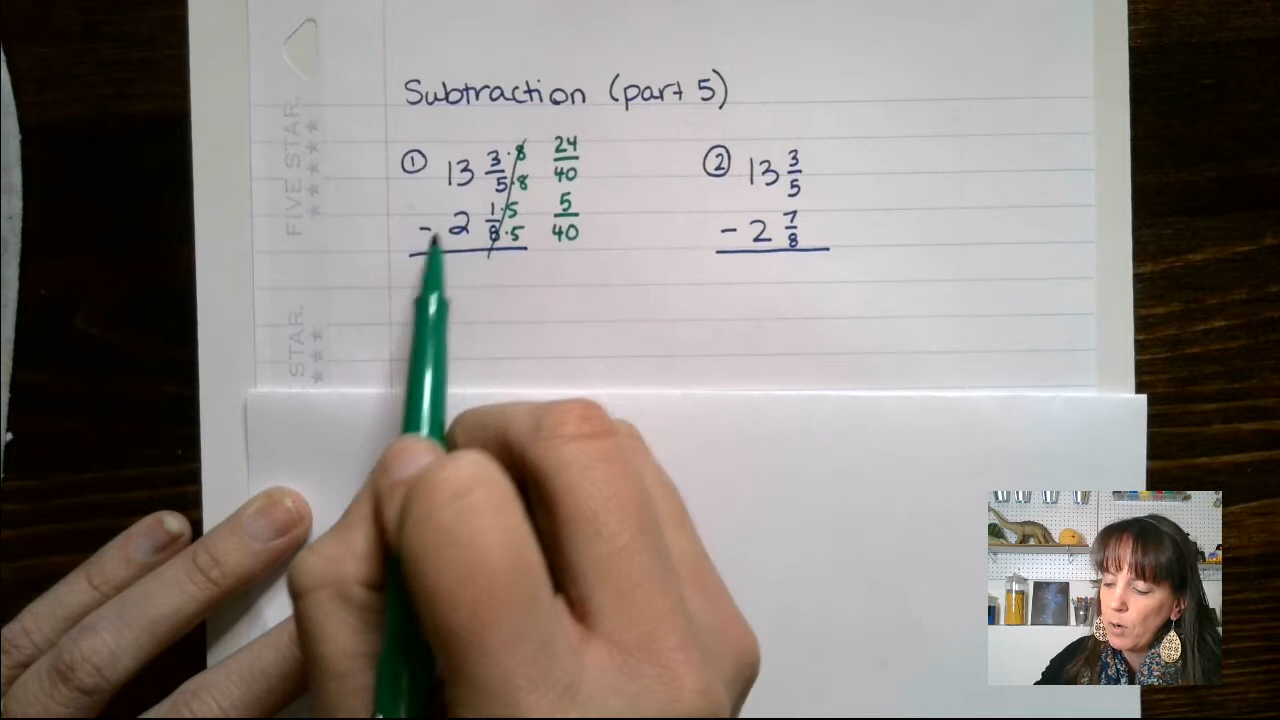 Subtraction (part 5)
① 13 3/5 ·8/·8 24/40
- 2 1/8 ·5/·5 5/40
② 13 3/5
- 2 7/8
FIVE STAR.
STAR.